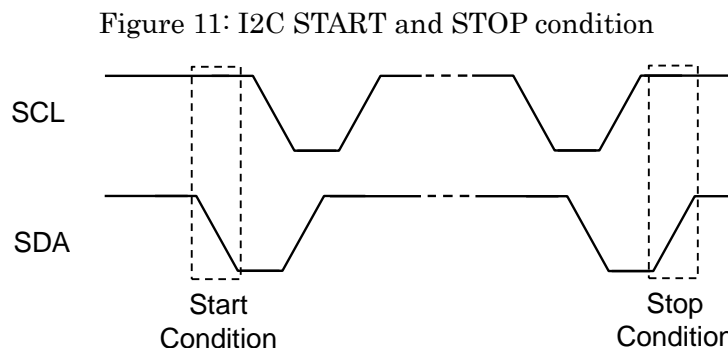 Figure 11: I2C START and STOP condition
SCL
SDA
Start
Condition
Stop
Condition